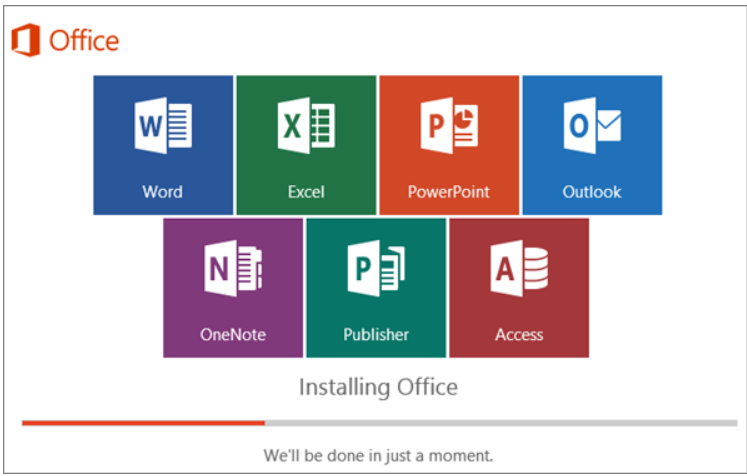 Office
Word Excel PowerPoint Outlook
OneNote Publisher Access
Installing Office
We'll be done in just a moment.